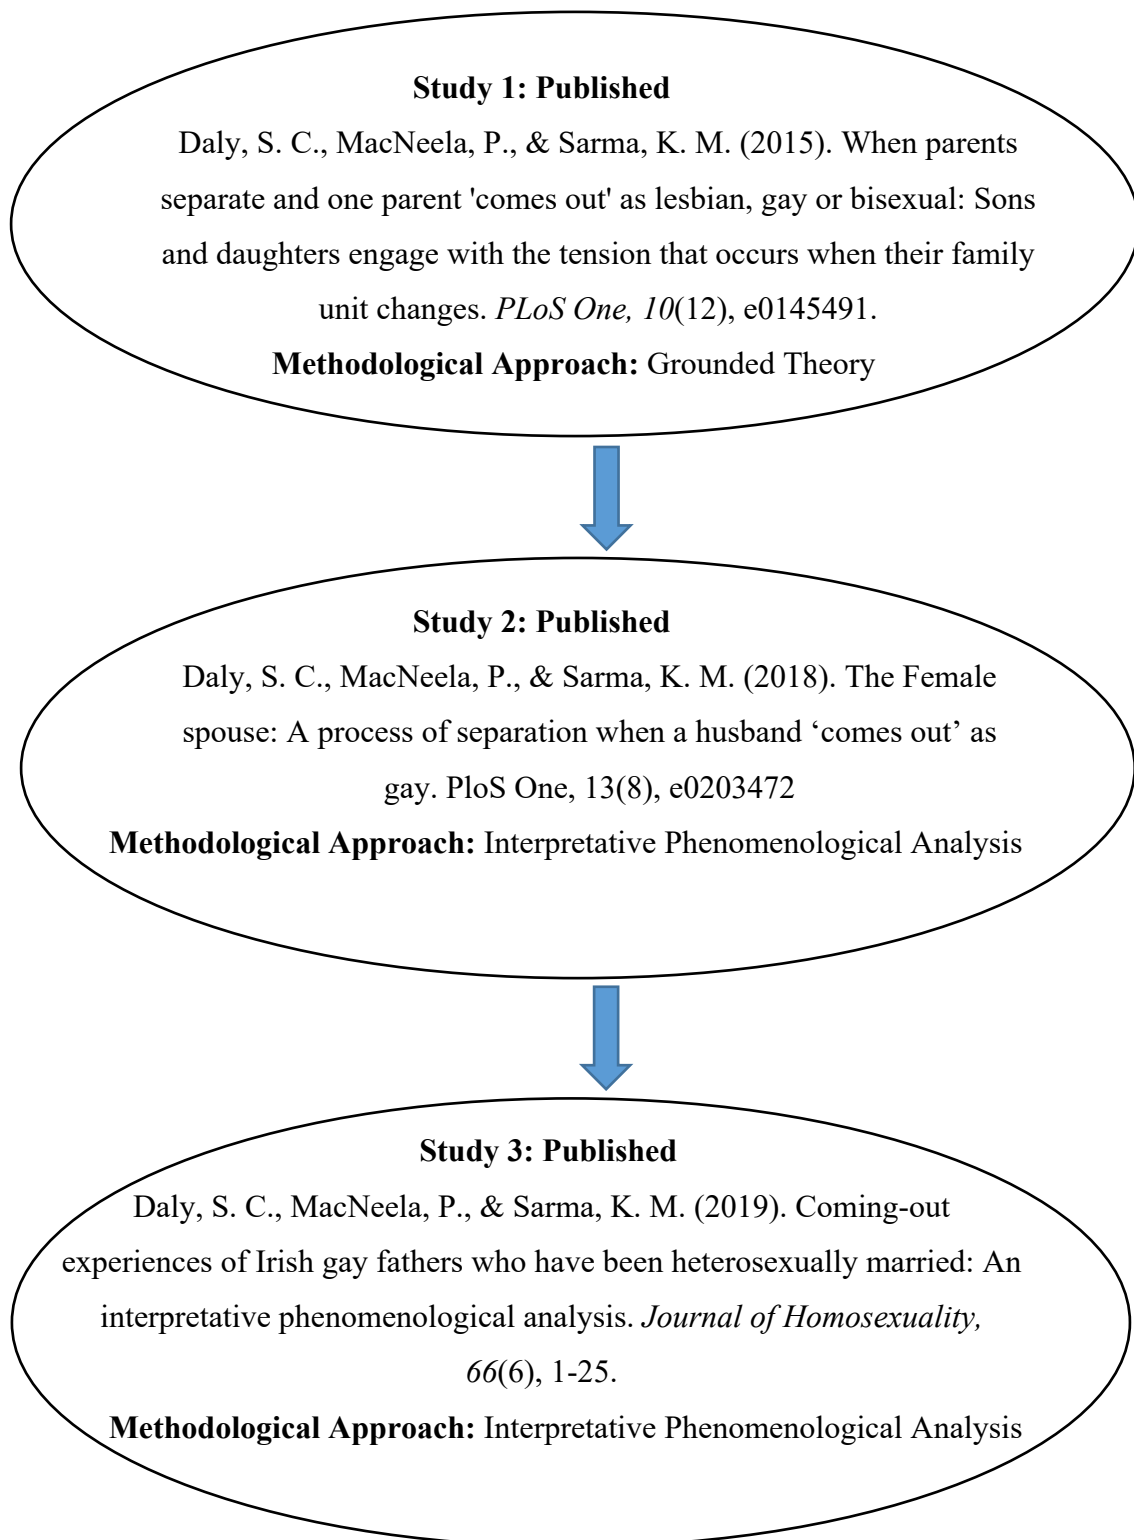 Study 1: Published
Daly, S. C., MacNeela, P., & Sarma, K. M. (2015). When parents
separate and one parent 'comes out' as lesbian, gay or bisexual: Sons
and daughters engage with the tension that occurs when their family
unit changes. PLoS One, 10(12), e0145491.
Methodological Approach: Grounded Theory
Study 2: Published
Daly, S. C., MacNeela, P., & Sarma, K. M. (2018). The Female
spouse: A process of separation when a husband ‘comes out’ as
gay. PloS One, 13(8), e0203472
Methodological Approach: Interpretative Phenomenological Analysis
Study 3: Published
Daly, S. C., MacNeela, P., & Sarma, K. M. (2019). Coming-out
experiences of Irish gay fathers who have been heterosexually married: An
interpretative phenomenological analysis. Journal of Homosexuality,
66(6), 1-25.
Methodological Approach: Interpretative Phenomenological Analysis